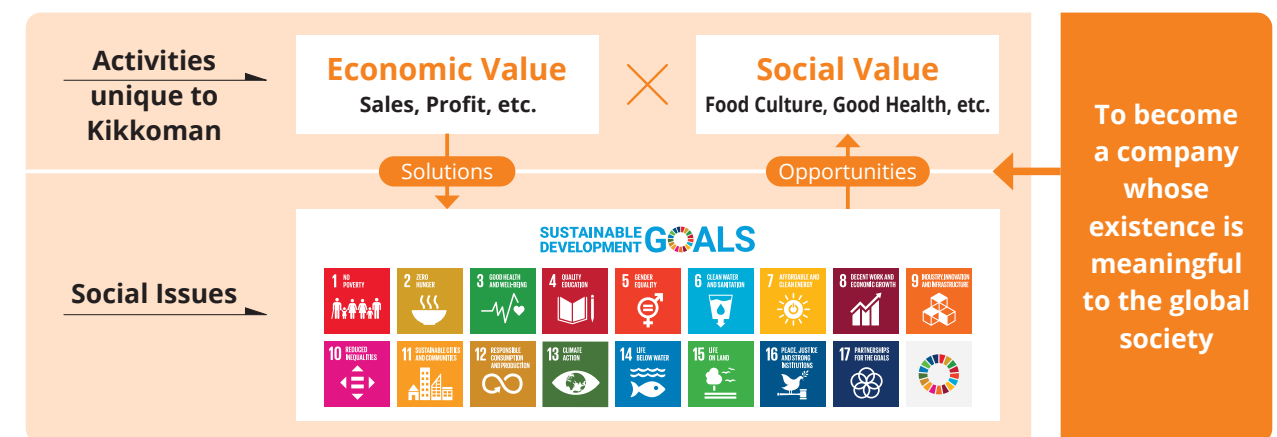 Activities
unique to
Kikkoman
Economic Value
Sales, Profit, etc.
Social Value
Food Culture, Good Health, etc.
Solutions
Opportunities
Social Issues
SUSTAINABLE
DEVELOPMENT
GOALS
1 NO
POVERTY
2 ZERO
HUNGER
3 GOOD HEALTH
AND WELL-BEING
4 QUALITY
EDUCATION
5 GENDER
EQUALITY
6 CLEAN WATER
AND SANITATION
7 AFFORDABLE AND
CLEAN ENERGY
8 DECENT WORK AND
ECONOMIC GROWTH
9 INDUSTRY, INNOVATION
AND INFRASTRUCTURE
10 REDUCED
INEQUALITIES
11 SUSTAINABLE CITIES
AND COMMUNITIES
12 RESPONSIBLE
CONSUMPTION
AND PRODUCTION
13 CLIMATE
ACTION
14 LIFE
BELOW WATER
15 LIFE
ON LAND
16 PEACE, JUSTICE
AND STRONG
INSTITUTIONS
17 PARTNERSHIPS
FOR THE GOALS
To become
a company
whose
existence is
meaningful
to the global
society